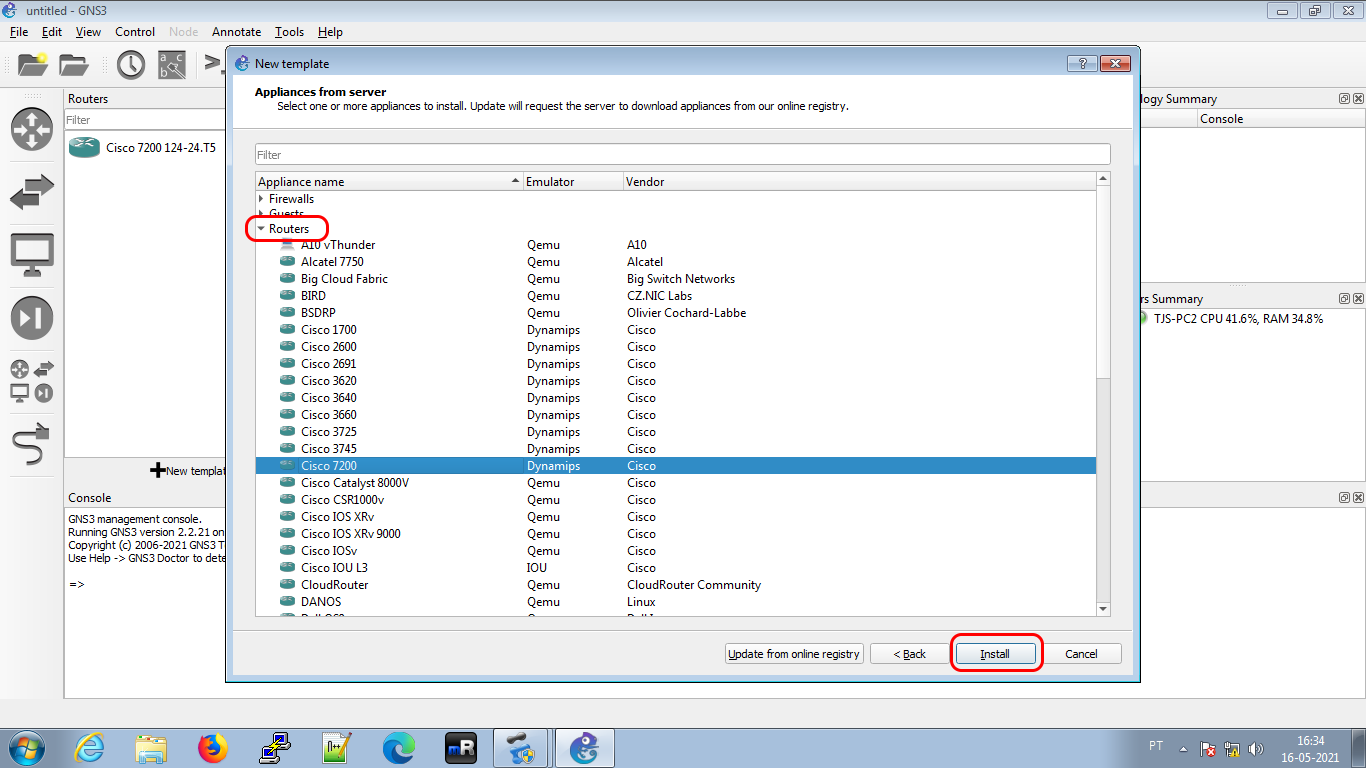 untitled - GNS3
File Edit View Control Node Annotate Tools Help
Routers
Filter
Cisco 7200 124-24.T5
New templat
Console
GNS3 management console.
Running GNS3 version 2.2.21 on
Copyright (c) 2006-2021 GNS3 T
Use Help -> GNS3 Doctor to dete
=>
New template
Appliances from server
Select one or more appliances to install. Update will request the server to download appliances from our online registry.
Filter
Appliance name Emulator Vendor
Firewalls
Guests
Routers
A10 vThunder Qemu A10
Alcatel 7750 Qemu Alcatel
Big Cloud Fabric Qemu Big Switch Networks
BIRD Qemu CZ.NIC Labs
BSDRP Qemu Olivier Cochard-Labbe
Cisco 1700 Dynamips Cisco
Cisco 2600 Dynamips Cisco
Cisco 2691 Dynamips Cisco
Cisco 3620 Dynamips Cisco
Cisco 3640 Dynamips Cisco
Cisco 3660 Dynamips Cisco
Cisco 3725 Dynamips Cisco
Cisco 3745 Dynamips Cisco
Cisco 7200 Dynamips Cisco
Cisco Catalyst 8000V Qemu Cisco
Cisco CSR1000v Qemu Cisco
Cisco IOS XRv Qemu Cisco
Cisco IOS XRv 9000 Qemu Cisco
Cisco IOSv Qemu Cisco
Cisco IOU L3 IOU Cisco
CloudRouter Qemu CloudRouter Community
DANOS Qemu Linux
Update from online registry < Back Install Cancel
logy Summary
Console
rs Summary
TJS-PC2 CPU 41.6%, RAM 34.8%
mR
PT
16:34
16-05-2021